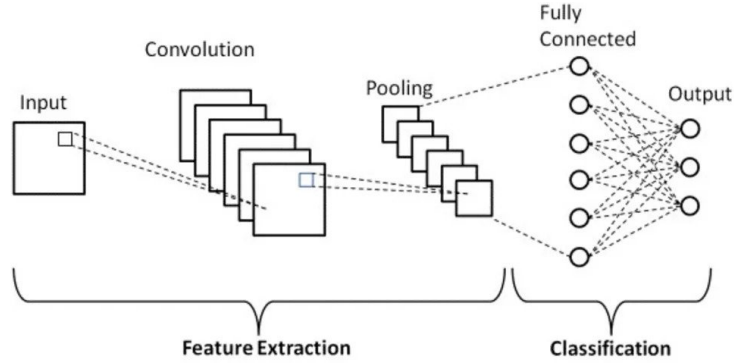 Fully
Connected
Convolution
Pooling
Input
Output
Feature Extraction
Classification